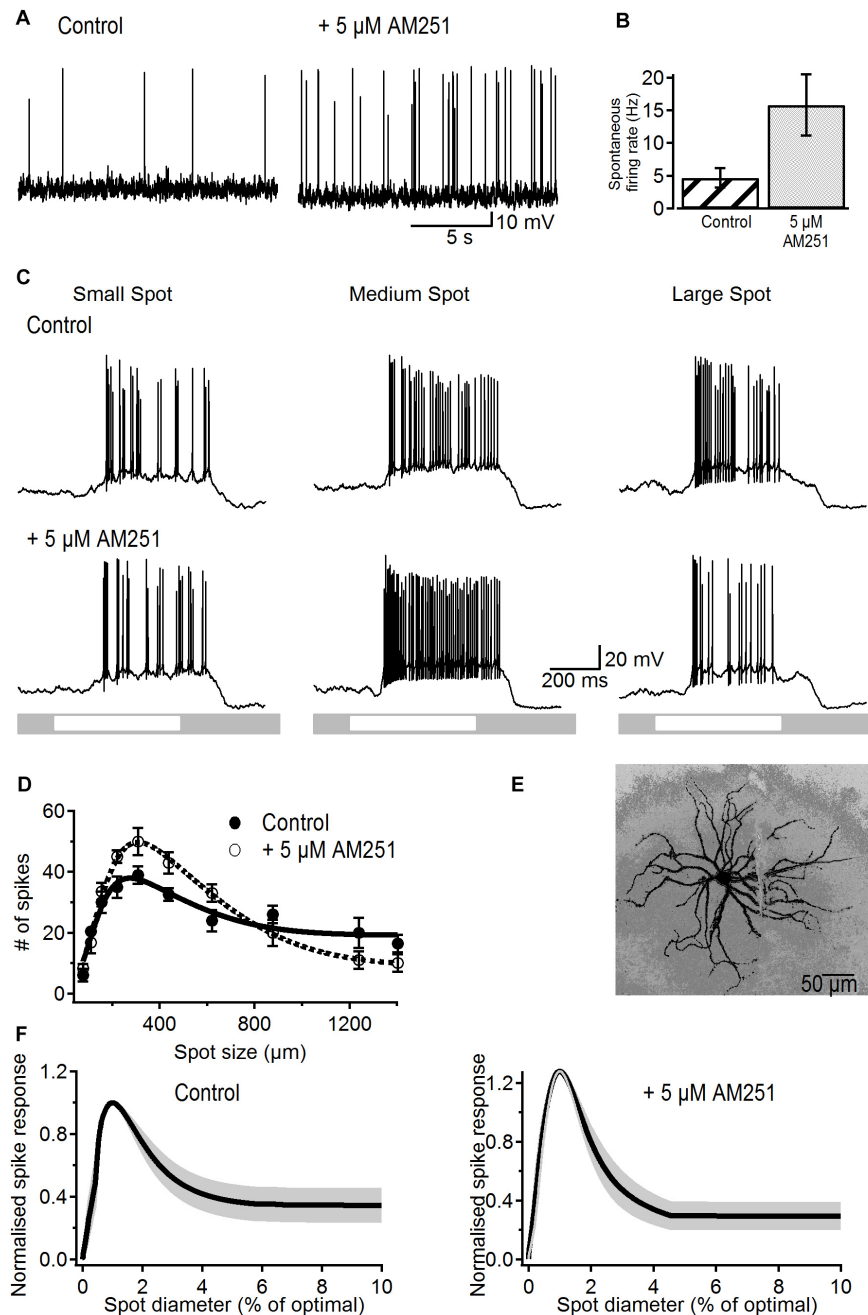 A
Control
+ 5 µM AM251
10 mV
5 s
B
Spontaneous
firing rate (Hz)
20
15
10
5
0
Control
5 µM
AM251
C
Small Spot
Medium Spot
Large Spot
Control
+ 5 µM AM251
20 mV
200 ms
D
# of spikes
60
40
20
0
Control
+ 5 µM AM251
400
800
1200
Spot size (µm)
E
50 µm
F
Normalised spike response
1.2
0.8
0.4
0.0
Control
0
2
4
6
8
10
Spot diameter (% of optimal)
Normalised spike response
1.2
0.8
0.4
0.0
+ 5 µM AM251
0
2
4
6
8
10
Spot diameter (% of optimal)